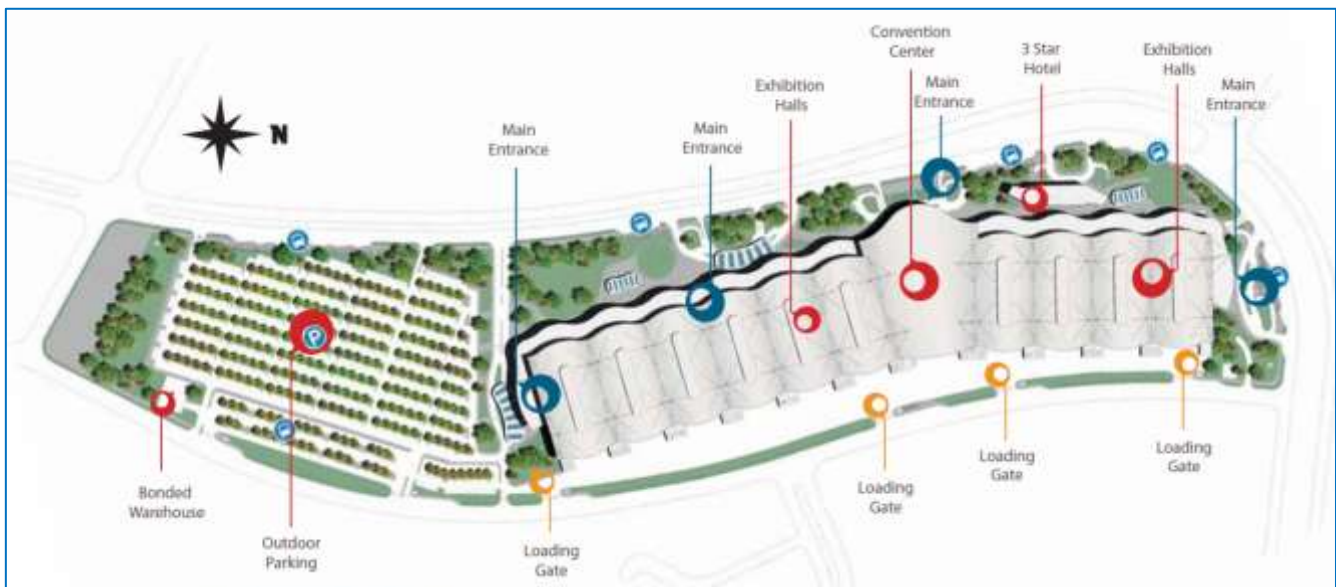 Convention
Center
3 Star
Hotel
Exhibition
Halls
Main
Entrance
Main
Entrance
Exhibition
Halls
Main
Entrance
Main
Entrance
N
P
Bonded
Warehouse
Outdoor
Parking
Loading
Gate
Loading
Gate
Loading
Gate
Loading
Gate